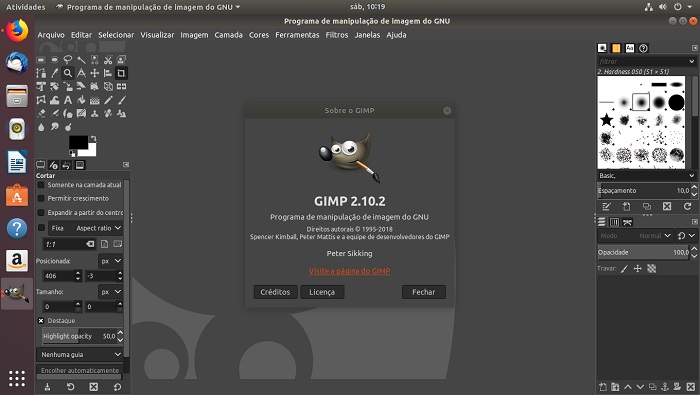 Atividades
Programa de manipulação de imagem do GNU
sáb, 10:19
Programa de manipulação de imagem do GNU
Arquivo Editar Selecionar Visualizar Imagem Camada Cores Ferramentas Filtros Janelas Ajuda
filtrar
2. Hardness 050 (51 × 51)
Sobre o GIMP
GIMP 2.10.2
Programa de manipulação de imagem do GNU
Direitos autorais © 1995-2018
Spencer Kimball, Peter Mattis e a equipe de desenvolvedores do GIMP
Peter Sikking
Visite a página do GIMP
Créditos Licença Fechar
Cortar
Somente na camada atual
Permitir crescimento
Expandir a partir do centro
Fixa Aspect ratio
1:1
Posicionada: px
406 -3
Tamanho: px
0 0
Destaque
Highlight opacity 50,0
Nenhuma guia
Encolher automaticamente
Basic,
Espaçamento 10,0
Modo Normal
Opacidade 100,0
Travar: